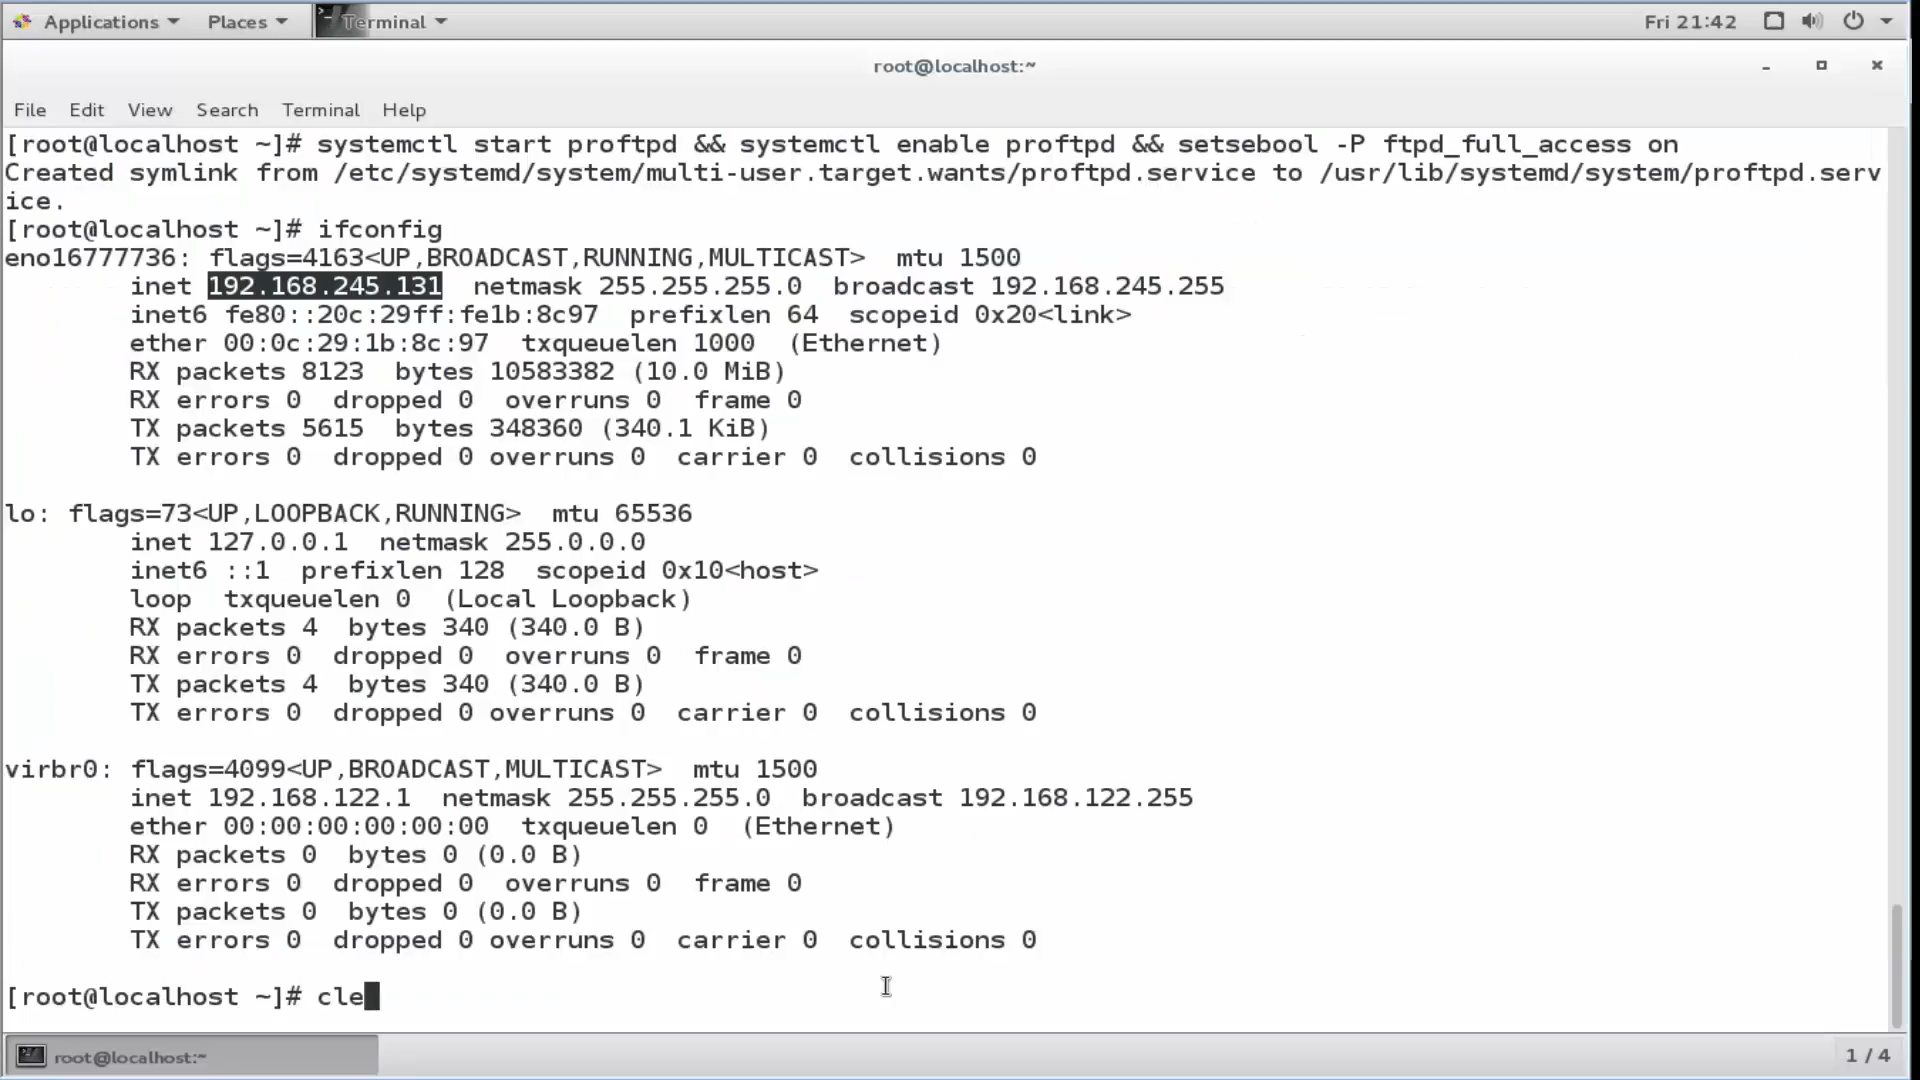 Applications Places Terminal Fri 21:42
root@localhost:~
File Edit View Search Terminal Help
[root@localhost ~]# systemctl start proftpd && systemctl enable proftpd && setsebool -P ftpd_full_access on
Created symlink from /etc/systemd/system/multi-user.target.wants/proftpd.service to /usr/lib/systemd/system/proftpd.serv
ice.
[root@localhost ~]# ifconfig
eno16777736: flags=4163<UP,BROADCAST,RUNNING,MULTICAST>  mtu 1500
        inet 192.168.245.131  netmask 255.255.255.0  broadcast 192.168.245.255
        inet6 fe80::20c:29ff:fe1b:8c97  prefixlen 64  scopeid 0x20<link>
        ether 00:0c:29:1b:8c:97  txqueuelen 1000  (Ethernet)
        RX packets 8123  bytes 10583382 (10.0 MiB)
        RX errors 0  dropped 0  overruns 0  frame 0
        TX packets 5615  bytes 348360 (340.1 KiB)
        TX errors 0  dropped 0 overruns 0  carrier 0  collisions 0
lo: flags=73<UP,LOOPBACK,RUNNING>  mtu 65536
        inet 127.0.0.1  netmask 255.0.0.0
        inet6 ::1  prefixlen 128  scopeid 0x10<host>
        loop  txqueuelen 0  (Local Loopback)
        RX packets 4  bytes 340 (340.0 B)
        RX errors 0  dropped 0  overruns 0  frame 0
        TX packets 4  bytes 340 (340.0 B)
        TX errors 0  dropped 0 overruns 0  carrier 0  collisions 0
virbr0: flags=4099<UP,BROADCAST,MULTICAST>  mtu 1500
        inet 192.168.122.1  netmask 255.255.255.0  broadcast 192.168.122.255
        ether 00:00:00:00:00:00  txqueuelen 0  (Ethernet)
        RX packets 0  bytes 0 (0.0 B)
        RX errors 0  dropped 0  overruns 0  frame 0
        TX packets 0  bytes 0 (0.0 B)
        TX errors 0  dropped 0 overruns 0  carrier 0  collisions 0
[root@localhost ~]# cle
root@localhost:~ 1 / 4